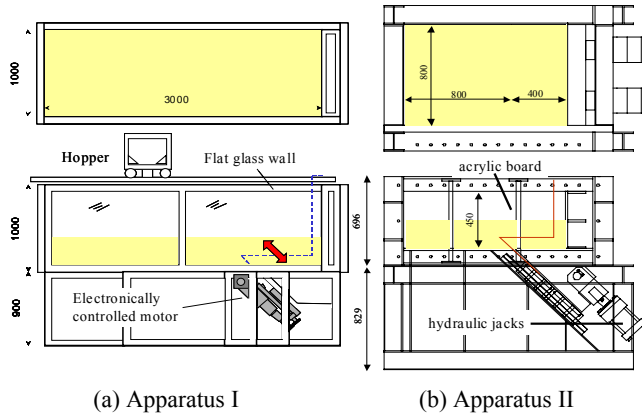 1000
3000
Hopper
Flat glass wall
1000
900
Electronically
controlled motor
(a) Apparatus I
800
800
400
acrylic board
450
696
829
hydraulic jacks
(b) Apparatus II